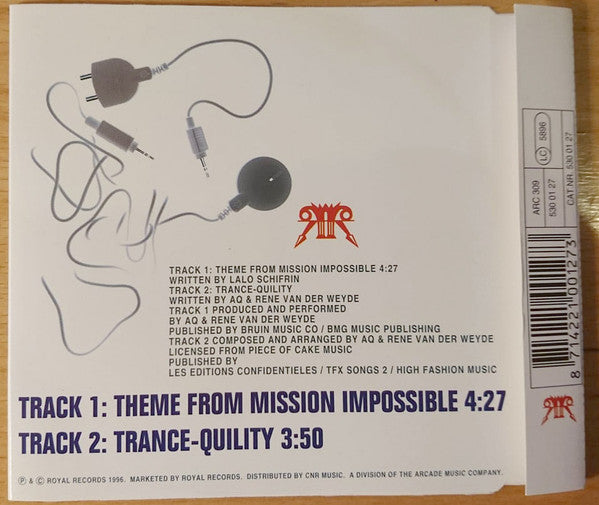 TRACK 1: THEME FROM MISSION IMPOSSIBLE 4:27
WRITTEN BY LALO SCHIFRIN
TRACK 2: TRANCE-QUILITY
WRITTEN BY AQ & RENE VAN DER WEYDE
TRACK 1 PRODUCED AND PERFORMED
BY AQ & RENE VAN DER WEYDE
PUBLISHED BY BRUIN MUSIC CO / BMG MUSIC PUBLISHING
TRACK 2 COMPOSED AND ARRANGED BY AQ & RENE VAN DER WEYDE
LICENSED FROM PIECE OF CAKE MUSIC
PUBLISHED BY
LES EDITIONS CONFIDENTIELES / TFX SONGS 2 / HIGH FASHION MUSIC
TRACK 1: THEME FROM MISSION IMPOSSIBLE 4:27
TRACK 2: TRANCE-QUILITY 3:50
Ⓟ & © ROYAL RECORDS 1996. MARKETED BY ROYAL RECORDS. DISTRIBUTED BY CNR MUSIC. A DIVISION OF THE ARCADE MUSIC COMPANY.
ARC 309
530 01 27
LC 5896
CAT.NR. 530 01 27
8 714221 001273